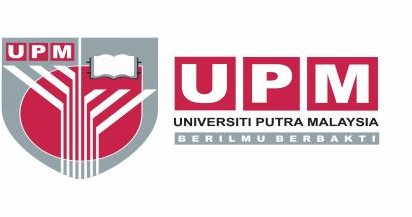 UPM
UPM
UNIVERSITI PUTRA MALAYSIA
BERILMU BERBAKTI